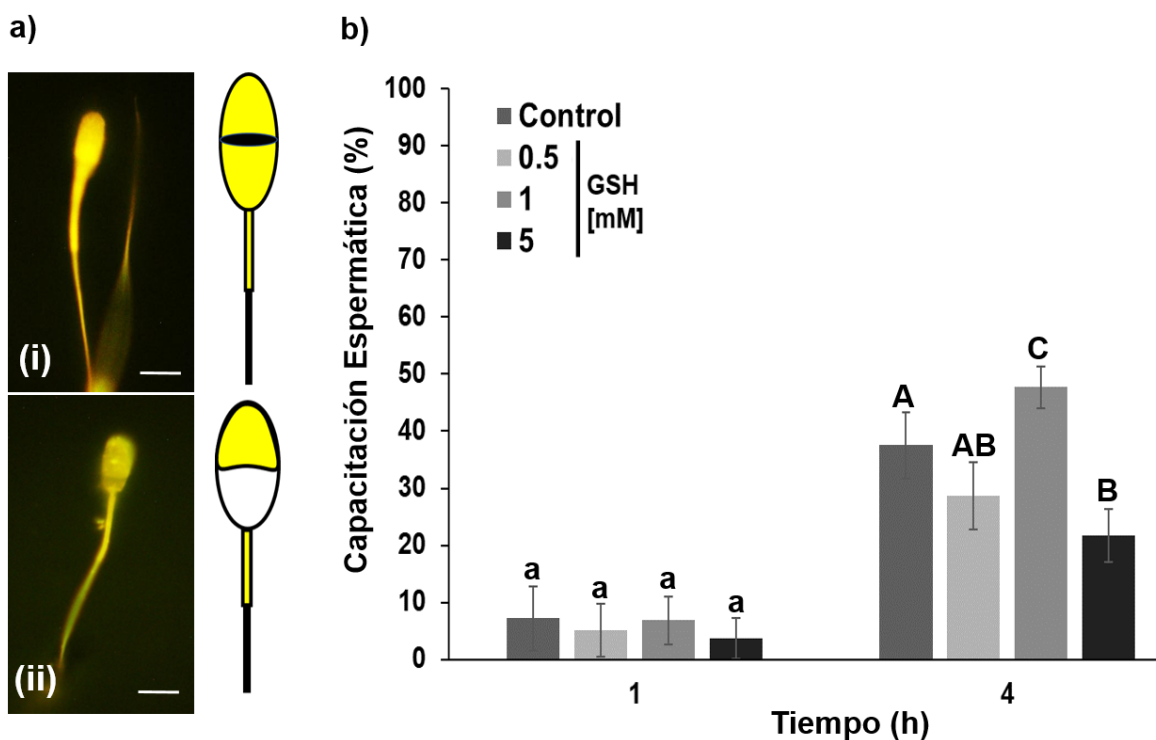 a)
(i)
(ii)
b)
Capacitación Espermática (%)
100
90
80
70
60
50
40
30
20
10
0
Control
0.5
1
5
GSH
[mM]
a
a
a
a
A
AB
C
B
1
4
Tiempo (h)